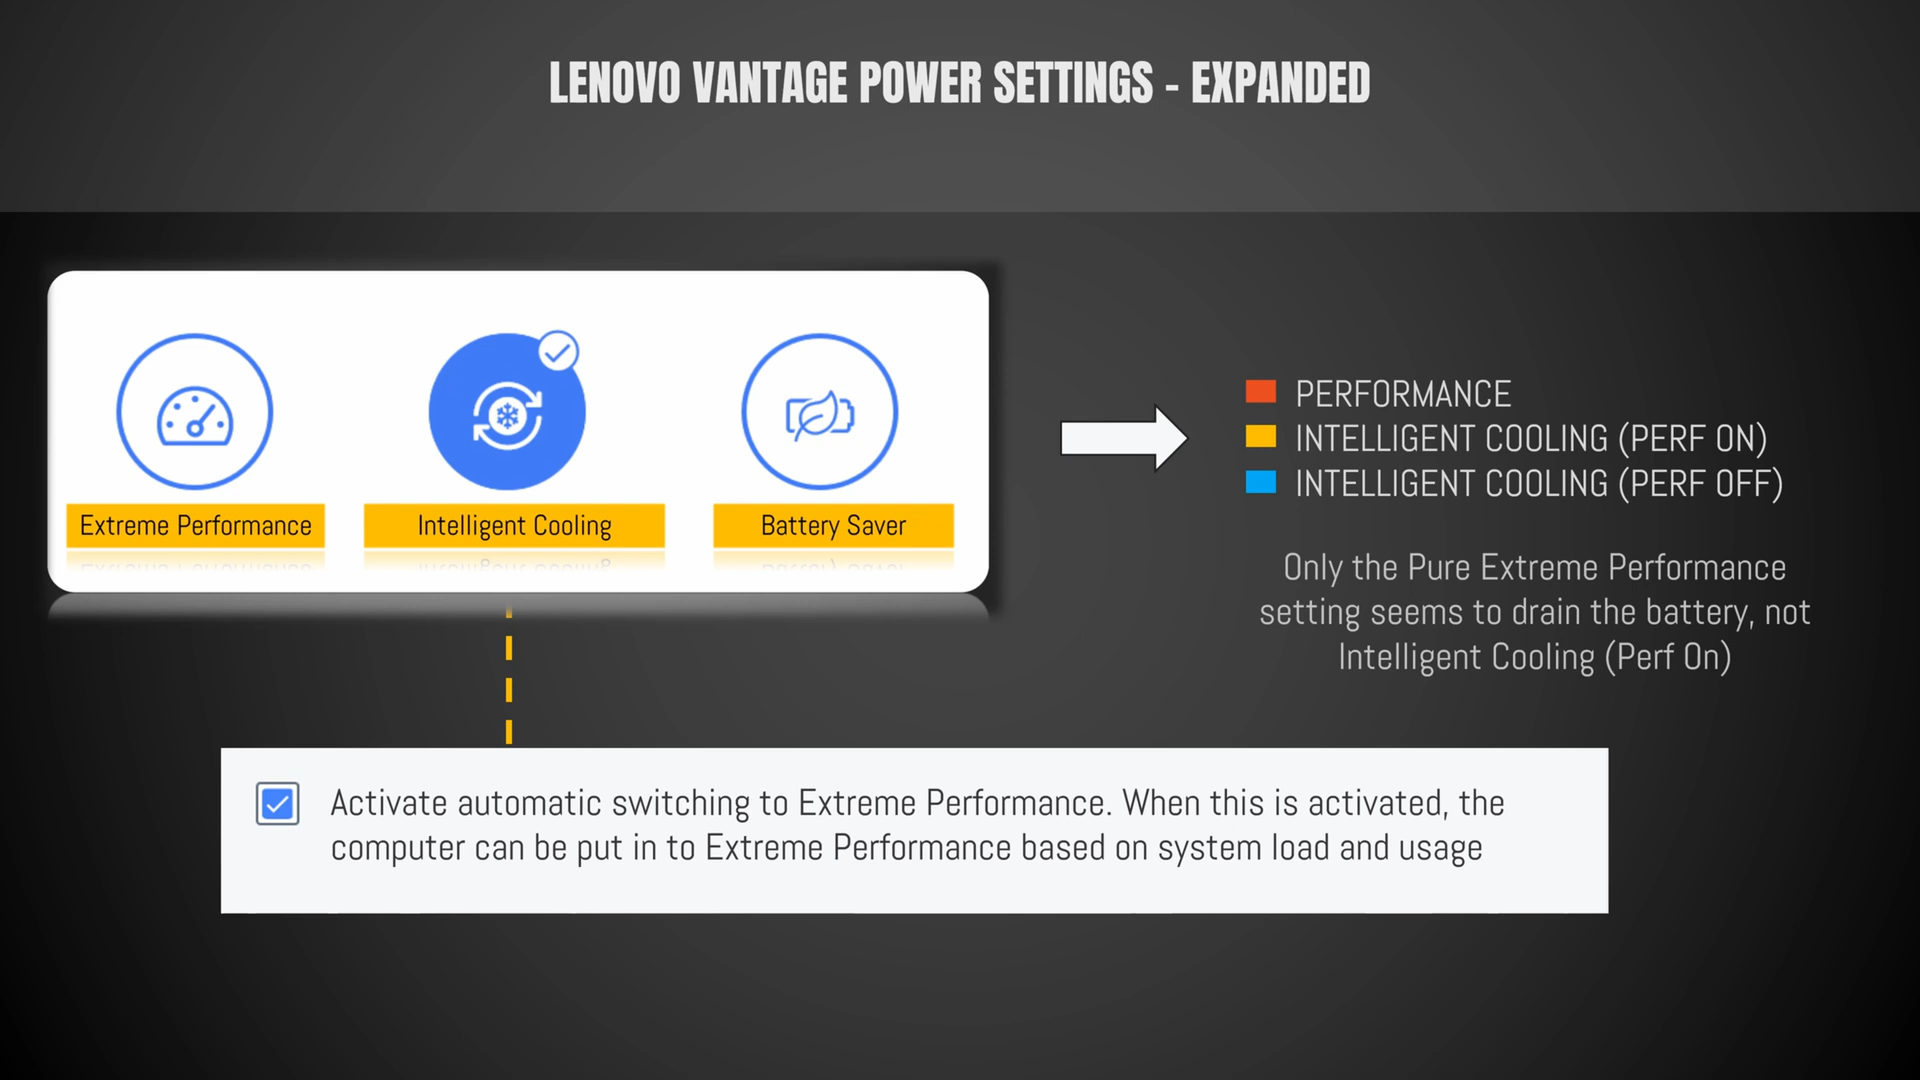 LENOVO VANTAGE POWER SETTINGS - EXPANDED
Extreme Performance
Intelligent Cooling
Battery Saver
PERFORMANCE
INTELLIGENT COOLING (PERF ON)
INTELLIGENT COOLING (PERF OFF)
Only the Pure Extreme Performance
setting seems to drain the battery, not
Intelligent Cooling (Perf On)
Activate automatic switching to Extreme Performance. When this is activated, the
computer can be put in to Extreme Performance based on system load and usage